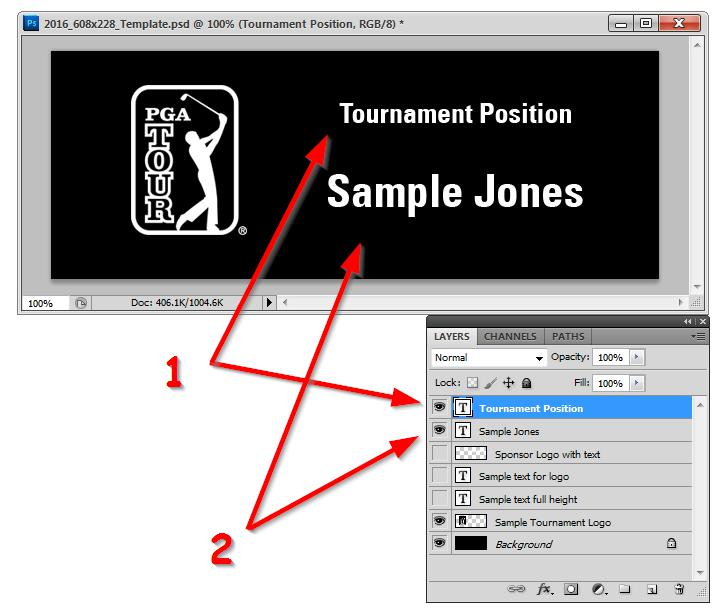 Ps 2016_608x228_Template.psd @ 100% (Tournament Position, RGB/8) *
PGA
TOUR
®
Tournament Position
Sample Jones
100%
Doc: 406.1K/1004.6K
1
2
LAYERS
CHANNELS
PATHS
Normal
Opacity: 100%
Lock:
Fill: 100%
T Tournament Position
T Sample Jones
Sponsor Logo with text
T Sample text for logo
T Sample text full height
Sample Tournament Logo
Background
fx.